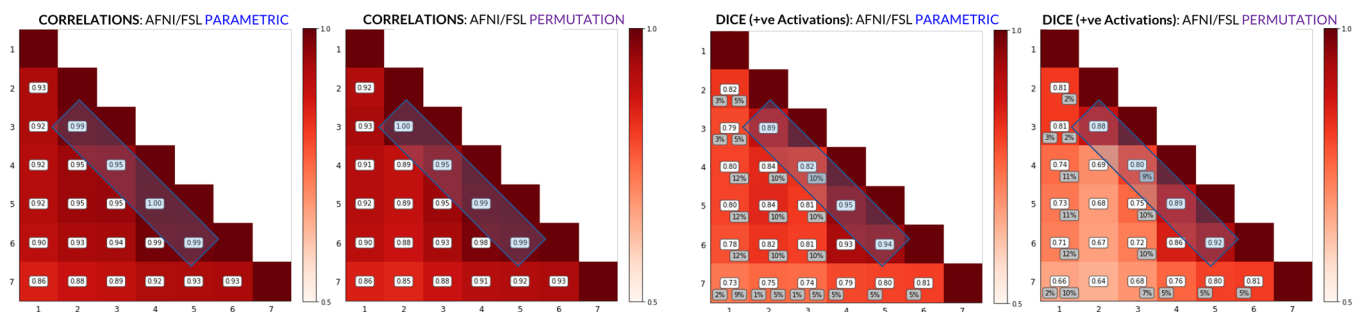 CORRELATIONS: AFNI/FSL PARAMETRIC
1.0
1
2 0.93
3 0.92 0.99
4 0.92 0.95 0.95
5 0.92 0.95 0.95 1.00
6 0.90 0.93 0.94 0.99 0.99
7 0.86 0.88 0.89 0.92 0.93 0.93
0.5
1 2 3 4 5 6 7
CORRELATIONS: AFNI/FSL PERMUTATION
1.0
1
2 0.92
3 0.93 1.00
4 0.91 0.89 0.95
5 0.92 0.89 0.95 0.99
6 0.90 0.88 0.93 0.98 0.99
7 0.86 0.85 0.88 0.91 0.92 0.93
0.5
1 2 3 4 5 6 7
DICE (+ve Activations): AFNI/FSL PARAMETRIC
1.0
1
2 0.82
3% 5%
3 0.79 0.89
3% 5%
4 0.80 0.84 0.82
12% 10% 10%
5 0.80 0.84 0.81 0.95
12% 10% 10%
6 0.78 0.82 0.81 0.93 0.94
12% 10% 10%
7 0.73 0.75 0.74 0.79 0.80 0.81
2% 9% 1% 5% 1% 5% 5% 5% 5%
0.5
1 2 3 4 5 6 7
DICE (+ve Activations): AFNI/FSL PERMUTATION
1.0
1
2 0.81
2%
3 0.81 0.88
3% 2%
4 0.74 0.69 0.80
11% 9%
5 0.73 0.68 0.75 0.89
11% 10%
6 0.71 0.67 0.72 0.86 0.92
12% 10%
7 0.66 0.64 0.68 0.76 0.80 0.81
2% 10% 7% 5% 5% 5%
0.5
1 2 3 4 5 6 7